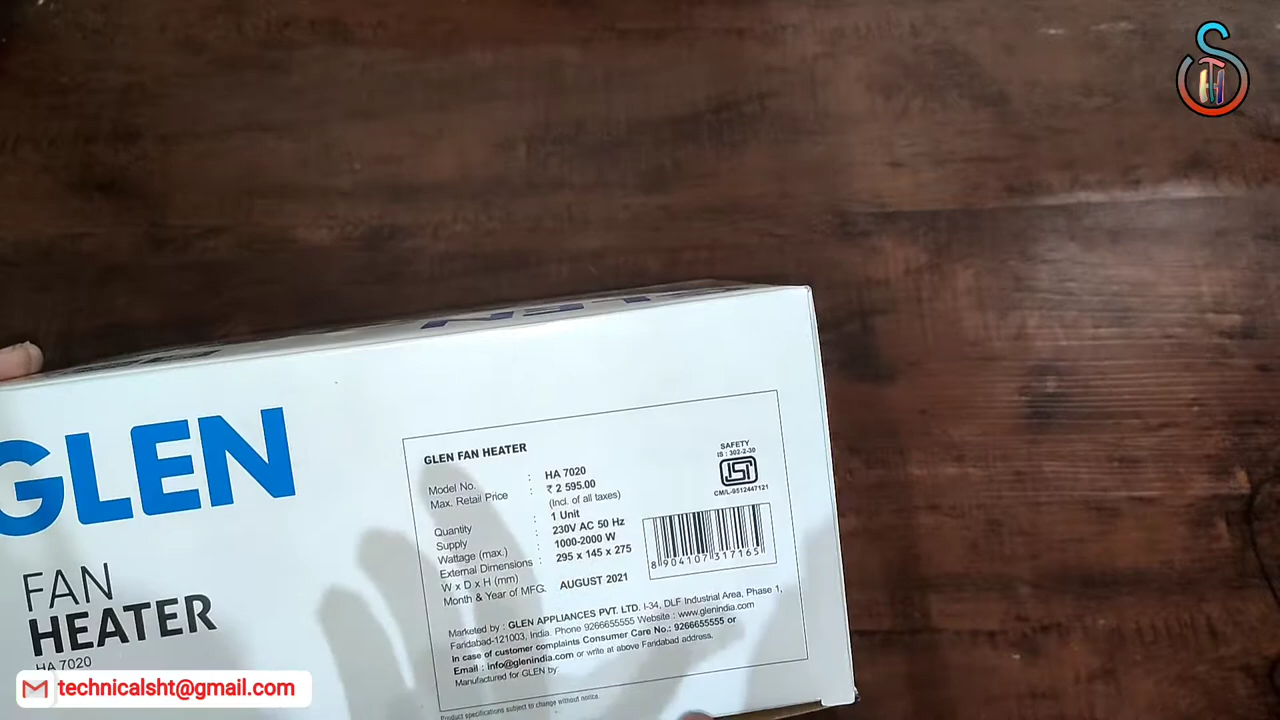 GLEN
FAN
HEATER
HA 7020
GLEN FAN HEATER
Model No. : HA 7020
Max. Retail Price : ₹ 2 595.00
(Incl. of all taxes)
Quantity : 1 Unit
Supply : 230V AC 50 Hz
Wattage (max.) : 1000-2000 W
External Dimensions : 295 x 145 x 275
W x D x H (mm)
Month & Year of MFG. AUGUST 2021
SAFETY
IS : 302-2-30
ISI
CM/L-9512447121
8 904107 317165
Marketed by : GLEN APPLIANCES PVT. LTD. I-34, DLF Industrial Area, Phase 1,
Faridabad-121003, India. Phone 9266655555 Website : www.glenindia.com
In case of customer complaints Consumer Care No.: 9266655555 or
Email : info@glenindia.com or write at above Faridabad address.
Manufactured for GLEN by:
Product specifications subject to change without notice.
technicalsht@gmail.com
STH